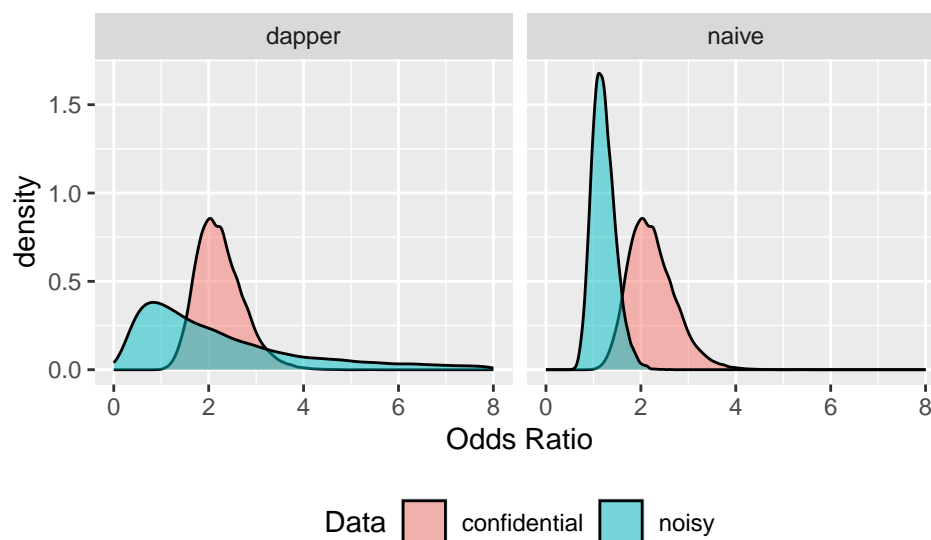 dapper
naive
density
1.5
1.0
0.5
0.0
0 2 4 6 8
0 2 4 6 8
Odds Ratio
Data confidential noisy